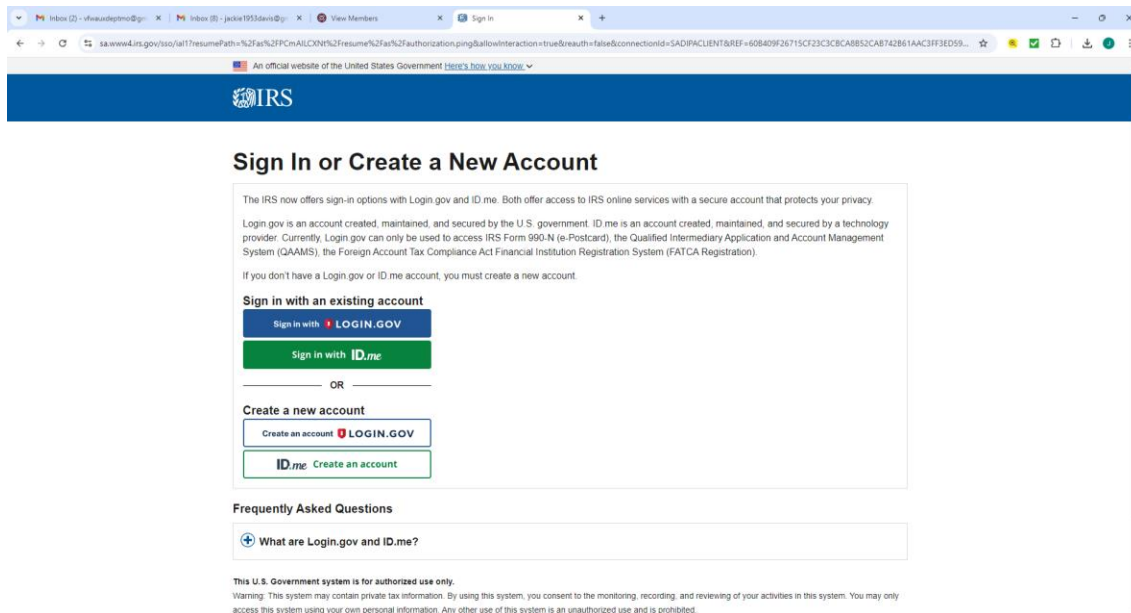 Inbox (2) - vfwauxdeptmo@gm
Inbox (8) - jackie1953davis@gm
View Members
Sign In
sa.www4.irs.gov/sso/ial1?resumePath=%2Fas%2FPCmAILCXNt%2Fresume%2Fas%2Fauthorization.ping&allowInteraction=true&reauth=false&connectionId=SADIPACLIENT&REF=60B409F26715CF23C3CBCA8B52CAB742B61AAC3FF3ED59...
An official website of the United States Government Here's how you know
IRS
Sign In or Create a New Account
The IRS now offers sign-in options with Login.gov and ID.me. Both offer access to IRS online services with a secure account that protects your privacy.
Login.gov is an account created, maintained, and secured by the U.S. government. ID.me is an account created, maintained, and secured by a technology
provider. Currently, Login.gov can only be used to access IRS Form 990-N (e-Postcard), the Qualified Intermediary Application and Account Management
System (QAAMS), the Foreign Account Tax Compliance Act Financial Institution Registration System (FATCA Registration).
If you don't have a Login.gov or ID.me account, you must create a new account.
Sign in with an existing account
Sign in with LOGIN.GOV
Sign in with ID.me
OR
Create a new account
Create an account LOGIN.GOV
ID.me Create an account
Frequently Asked Questions
What are Login.gov and ID.me?
This U.S. Government system is for authorized use only.
Warning: This system may contain private tax information. By using this system, you consent to the monitoring, recording, and reviewing of your activities in this system. You may only
access this system using your own personal information. Any other use of this system is an unauthorized use and is prohibited.